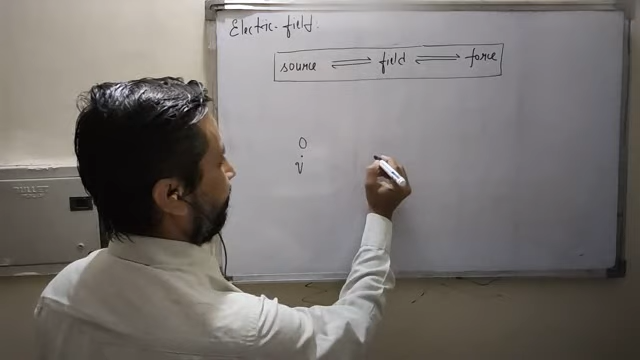 Electric field.
source ⇌ field ⇌ force
O
q